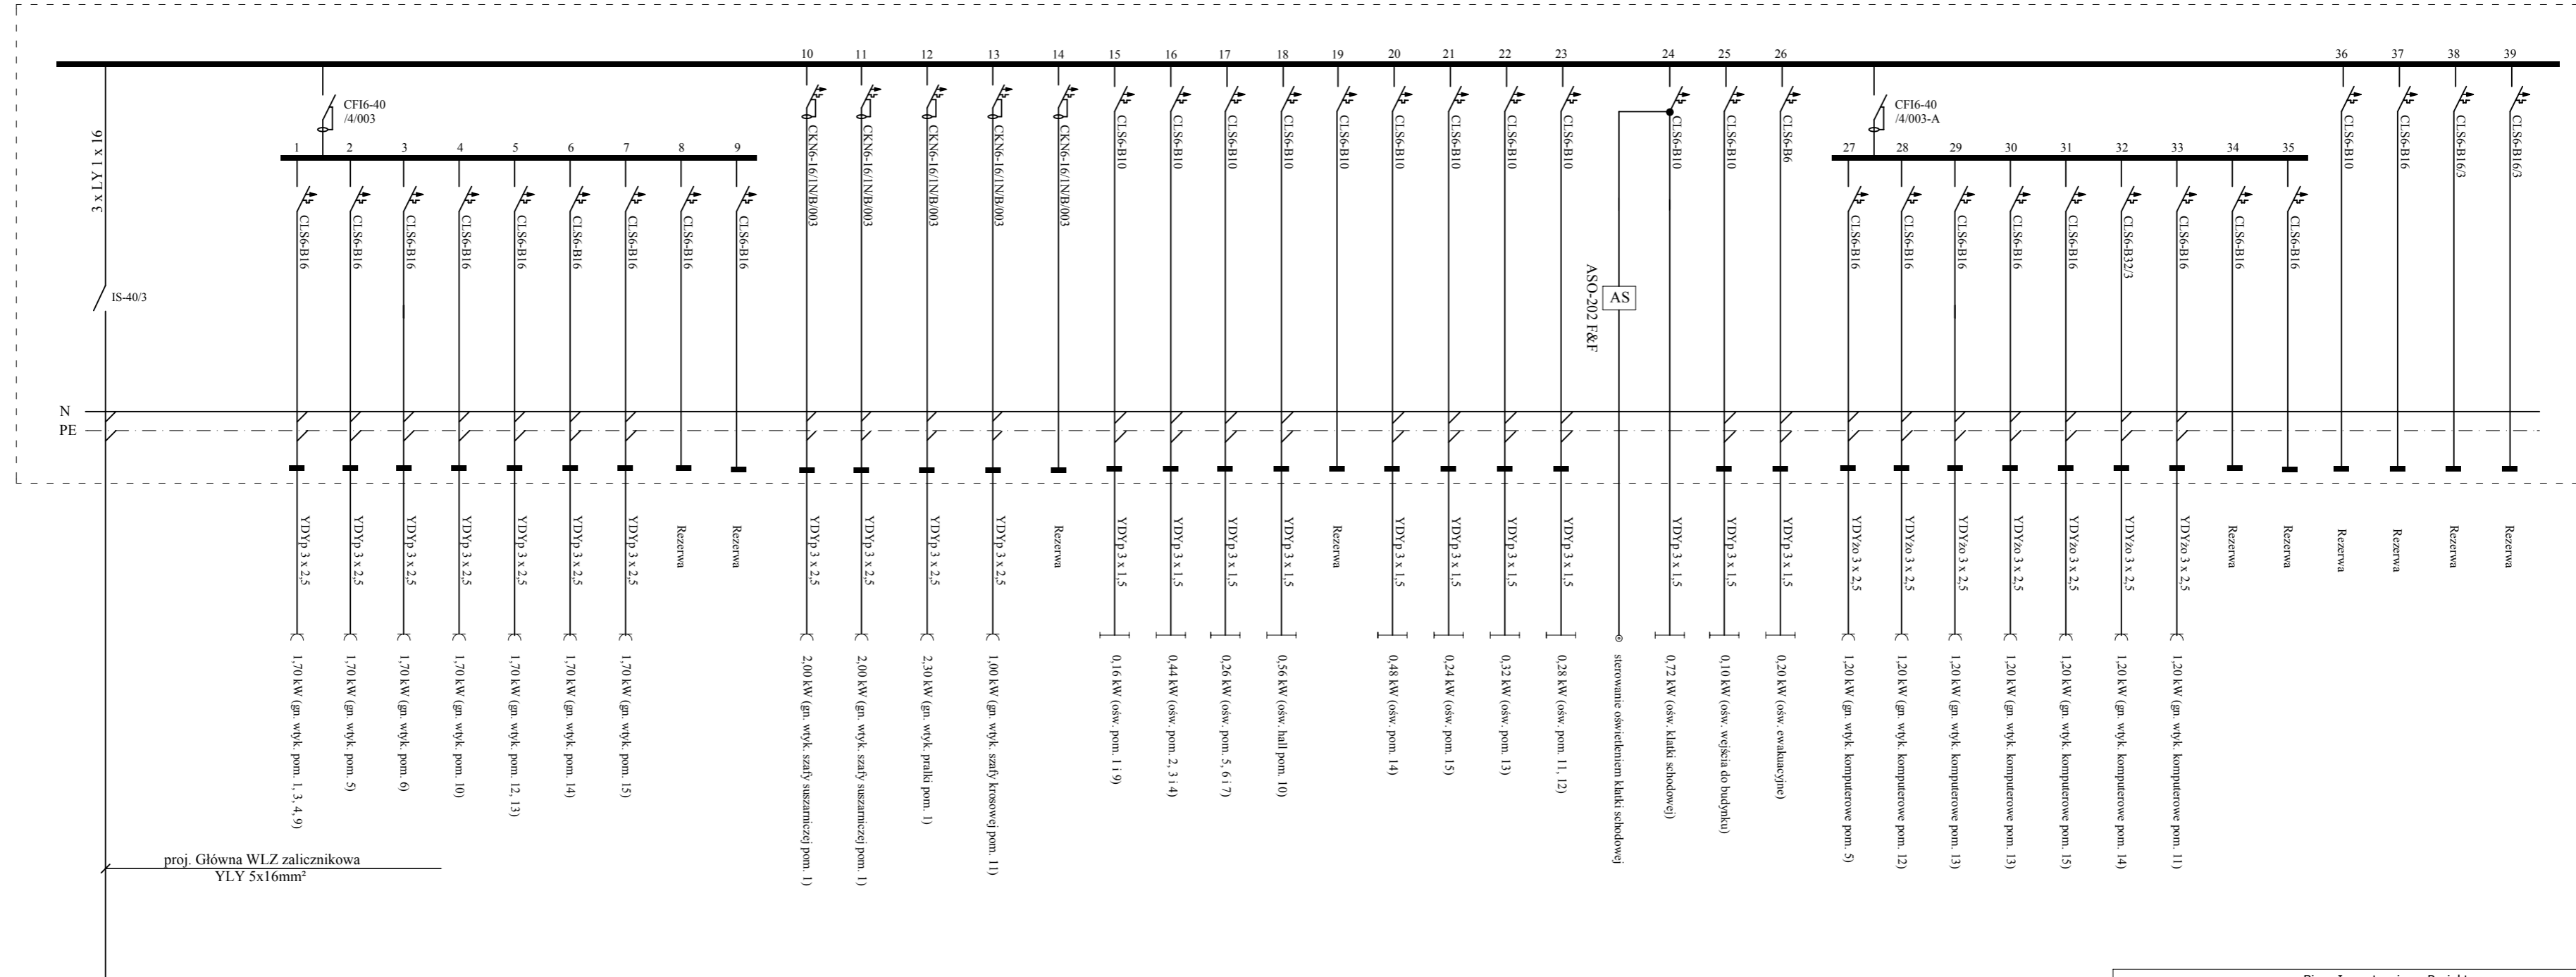 10
11
12
13
14
15
16
17
18
19
20
21
22
23
24
25
26
36
37
38
39
3 x LY 1 x 16
CFI6-40
/4/003
CFI6-40
/4/003-A
CKN6-16/1N/B/003
CKN6-16/1N/B/003
CKN6-16/1N/B/003
CKN6-16/1N/B/003
CKN6-16/1N/B/003
CLS6-B10
CLS6-B10
CLS6-B10
CLS6-B10
CLS6-B10
CLS6-B10
CLS6-B10
CLS6-B10
CLS6-B10
CLS6-B10
CLS6-B10
CLS6-B6
CLS6-B10
CLS6-B16
CLS6-B16/3
CLS6-B16/3
1
2
3
4
5
6
7
8
9
27
28
29
30
31
32
33
34
35
CLS6-B16
CLS6-B16
CLS6-B16
CLS6-B16
CLS6-B16
CLS6-B16
CLS6-B16
CLS6-B16
CLS6-B16
CLS6-B16
CLS6-B16
CLS6-B16
CLS6-B16
CLS6-B16
CLS6-B32/3
CLS6-B16
CLS6-B16
CLS6-B16
IS-40/3
ASO-202 F&F
AS
N
PE
YDYp 3 x 2,5
YDYp 3 x 2,5
YDYp 3 x 2,5
YDYp 3 x 2,5
YDYp 3 x 2,5
YDYp 3 x 2,5
YDYp 3 x 2,5
Rezerwa
Rezerwa
YDYp 3 x 2,5
YDYp 3 x 2,5
YDYp 3 x 2,5
YDYp 3 x 2,5
Rezerwa
YDYp 3 x 1,5
YDYp 3 x 1,5
YDYp 3 x 1,5
YDYp 3 x 1,5
Rezerwa
YDYp 3 x 1,5
YDYp 3 x 1,5
YDYp 3 x 1,5
YDYp 3 x 1,5
YDYp 3 x 1,5
YDYp 3 x 1,5
YDYp 3 x 1,5
YDYżo 3 x 2,5
YDYżo 3 x 2,5
YDYżo 3 x 2,5
YDYżo 3 x 2,5
YDYżo 3 x 2,5
YDYżo 3 x 2,5
YDYżo 3 x 2,5
Rezerwa
Rezerwa
Rezerwa
Rezerwa
Rezerwa
Rezerwa
1,70 kW (gn. wtyk. pom. 1, 3, 4, 9)
1,70 kW (gn. wtyk. pom. 5)
1,70 kW (gn. wtyk. pom. 6)
1,70 kW (gn. wtyk. pom. 10)
1,70 kW (gn. wtyk. pom. 12, 13)
1,70 kW (gn. wtyk. pom. 14)
1,70 kW (gn. wtyk. pom. 15)
2,00 kW (gn. wtyk. szafy suszarniczej pom. 1)
2,00 kW (gn. wtyk. szafy suszarniczej pom. 1)
2,30 kW (gn. wtyk. pralki pom. 1)
1,00 kW (gn. wtyk. szafy krosowej pom. 11)
0,16 kW (ośw. pom. 1 i 9)
0,44 kW (ośw. pom. 2, 3 i 4)
0,26 kW (ośw. pom. 5, 6 i 7)
0,56 kW (ośw. hall pom. 10)
0,48 kW (ośw. pom. 14)
0,24 kW (ośw. pom. 15)
0,32 kW (ośw. pom. 13)
0,28 kW (ośw. pom. 11, 12)
sterowanie oświetleniem klatki schodowej
0,72 kW (ośw. klatki schodowej)
0,10 kW (ośw. wejścia do budynku)
0,20 kW (ośw. ewakuacyjne)
1,20 kW (gn. wtyk. komputerowe pom. 5)
1,20 kW (gn. wtyk. komputerowe pom. 12)
1,20 kW (gn. wtyk. komputerowe pom. 13)
1,20 kW (gn. wtyk. komputerowe pom. 13)
1,20 kW (gn. wtyk. komputerowe pom. 15)
1,20 kW (gn. wtyk. komputerowe pom. 14)
1,20 kW (gn. wtyk. komputerowe pom. 11)
proj. Główna WLZ zalicznikowa
YLY 5x16mm²